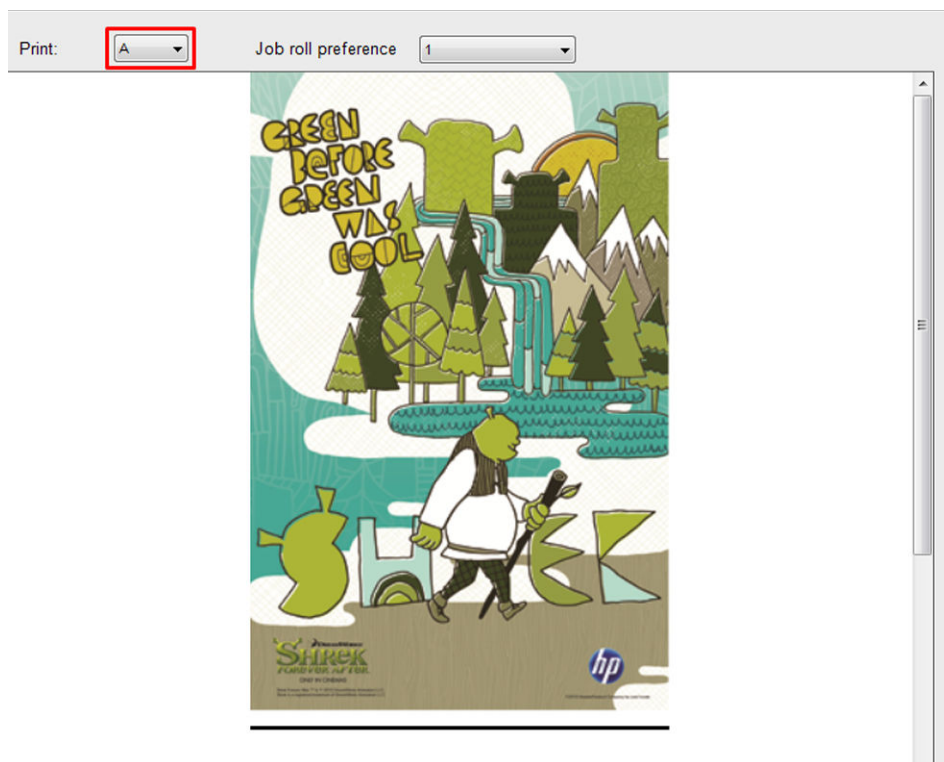 Print: A Job roll preference 1
GREEN
BEFORE
GREEN
WAS
COOL
SHREK
DreamWorks
SHREK
FOREVER AFTER
ONLY IN CINEMAS
hp